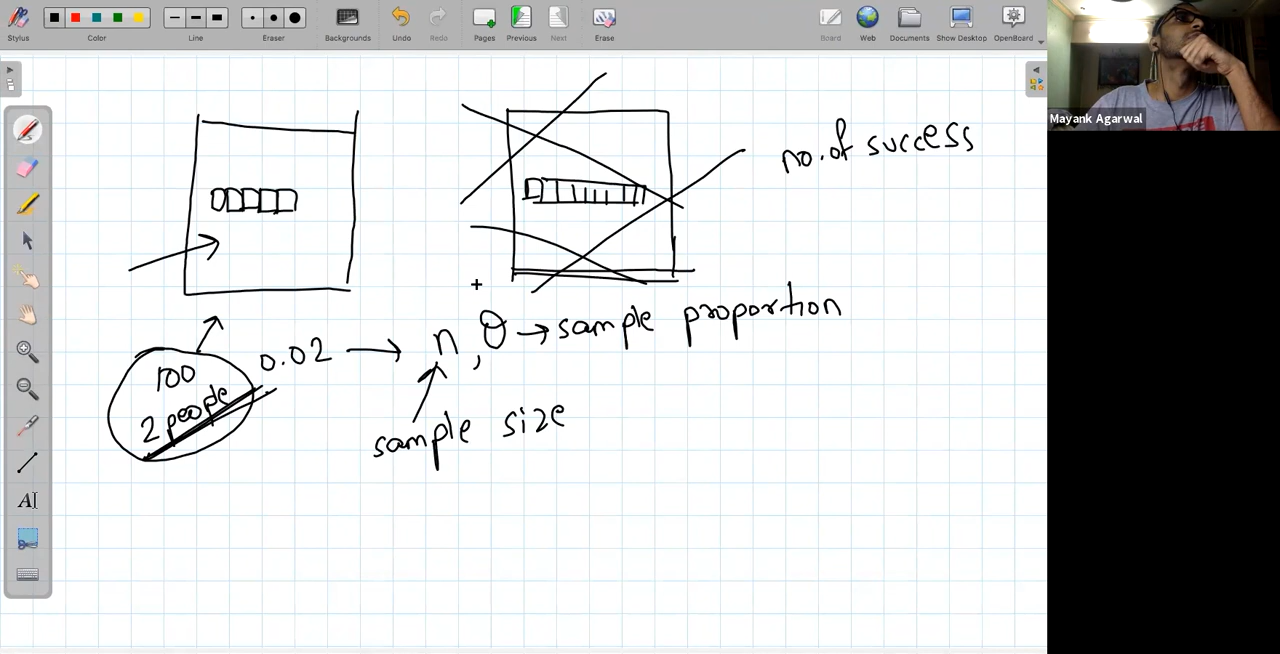 Stylus
Color
Line
Eraser
Backgrounds
Undo
Redo
Pages
Previous
Next
Erase
Board
Web
Documents
Show Desktop
OpenBoard
Mayank Agarwal
no. of success
n, θ → sample proportion
0.02 →
100
2 people
sample size
AI